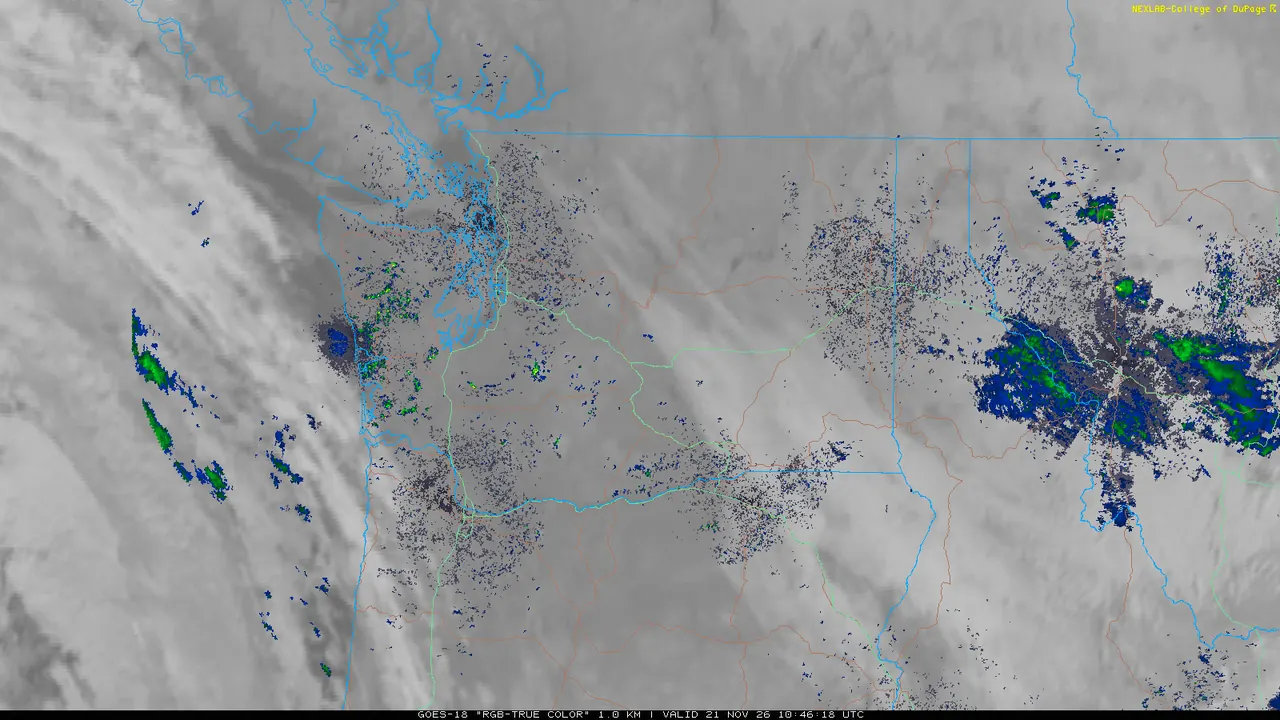 NEXLAB-College of DuPage
GOES-18 "RGB-TRUE COLOR" 1.0 KM | VALID 21 NOV 26 10:46:18 UTC